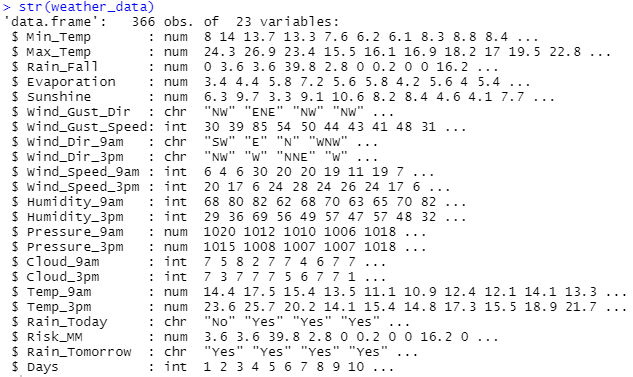 > str(weather_data)
'data.frame':   366 obs. of  23 variables:
 $ Min_Temp       : num  8 14 13.7 13.3 7.6 6.2 6.1 8.3 8.8 8.4 ...
 $ Max_Temp       : num  24.3 26.9 23.4 15.5 16.1 16.9 18.2 17 19.5 22.8 ...
 $ Rain_Fall      : num  0 3.6 3.6 39.8 2.8 0 0.2 0 0 16.2 ...
 $ Evaporation    : num  3.4 4.4 5.8 7.2 5.6 5.8 4.2 5.6 4 5.4 ...
 $ Sunshine       : num  6.3 9.7 3.3 9.1 10.6 8.2 8.4 4.6 4.1 7.7 ...
 $ Wind_Gust_Dir  : chr  "NW" "ENE" "NW" "NW" ...
 $ Wind_Gust_Speed: int  30 39 85 54 50 44 43 41 48 31 ...
 $ Wind_Dir_9am   : chr  "SW" "E" "N" "WNW" ...
 $ Wind_Dir_3pm   : chr  "NW" "W" "NNE" "W" ...
 $ Wind_Speed_9am : int  6 4 6 30 20 20 19 11 19 7 ...
 $ Wind_Speed_3pm : int  20 17 6 24 28 24 26 24 17 6 ...
 $ Humidity_9am   : int  68 80 82 62 68 70 63 65 70 82 ...
 $ Humidity_3pm   : int  29 36 69 56 49 57 47 57 48 32 ...
 $ Pressure_9am   : num  1020 1012 1010 1006 1018 ...
 $ Pressure_3pm   : num  1015 1008 1007 1007 1018 ...
 $ Cloud_9am      : int  7 5 8 2 7 7 4 6 7 7 ...
 $ Cloud_3pm      : int  7 3 7 7 7 5 6 7 7 1 ...
 $ Temp_9am       : num  14.4 17.5 15.4 13.5 11.1 10.9 12.4 12.1 14.1 13.3 ...
 $ Temp_3pm       : num  23.6 25.7 20.2 14.1 15.4 14.8 17.3 15.5 18.9 21.7 ...
 $ Rain_Today     : chr  "No" "Yes" "Yes" "Yes" ...
 $ Risk_MM        : num  3.6 3.6 39.8 2.8 0 0.2 0 0 16.2 0 ...
 $ Rain_Tomorrow  : chr  "Yes" "Yes" "Yes" "Yes" ...
 $ Days           : int  1 2 3 4 5 6 7 8 9 10 ...